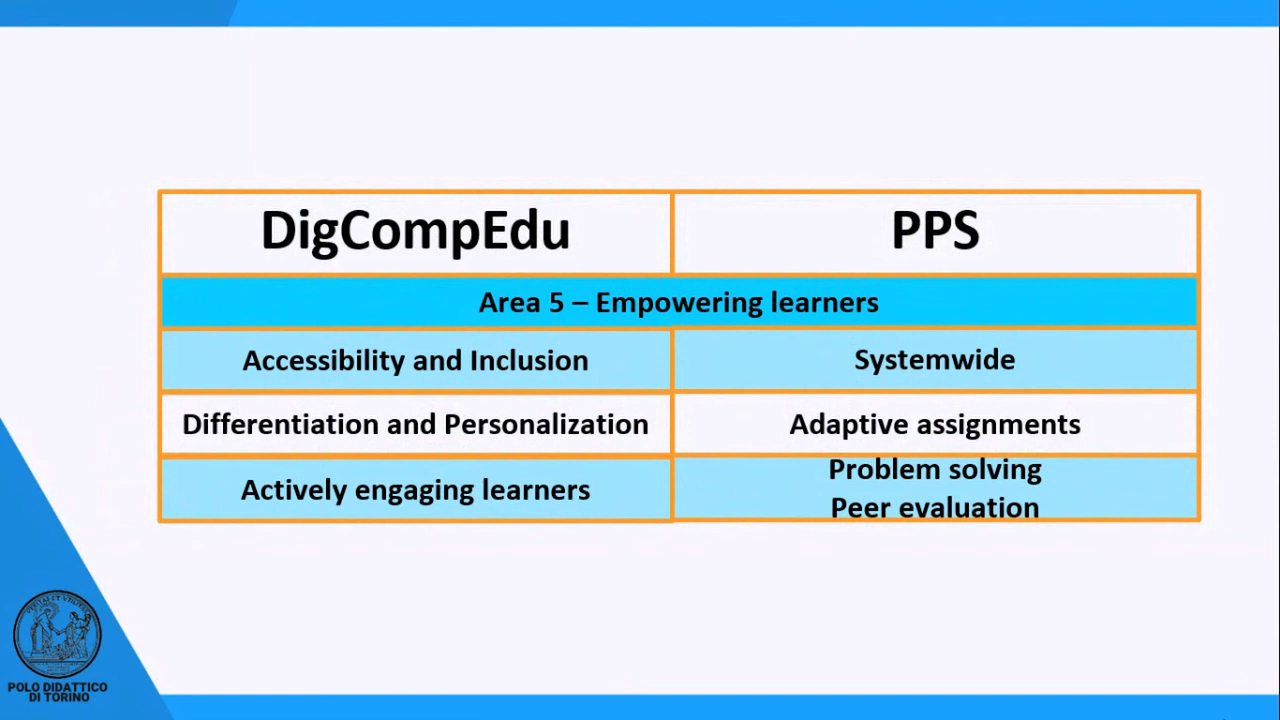 DigCompEdu
PPS
Area 5 – Empowering learners
Accessibility and Inclusion
Systemwide
Differentiation and Personalization
Adaptive assignments
Actively engaging learners
Problem solving
Peer evaluation
POLO DIDATTICO
DI TORINO